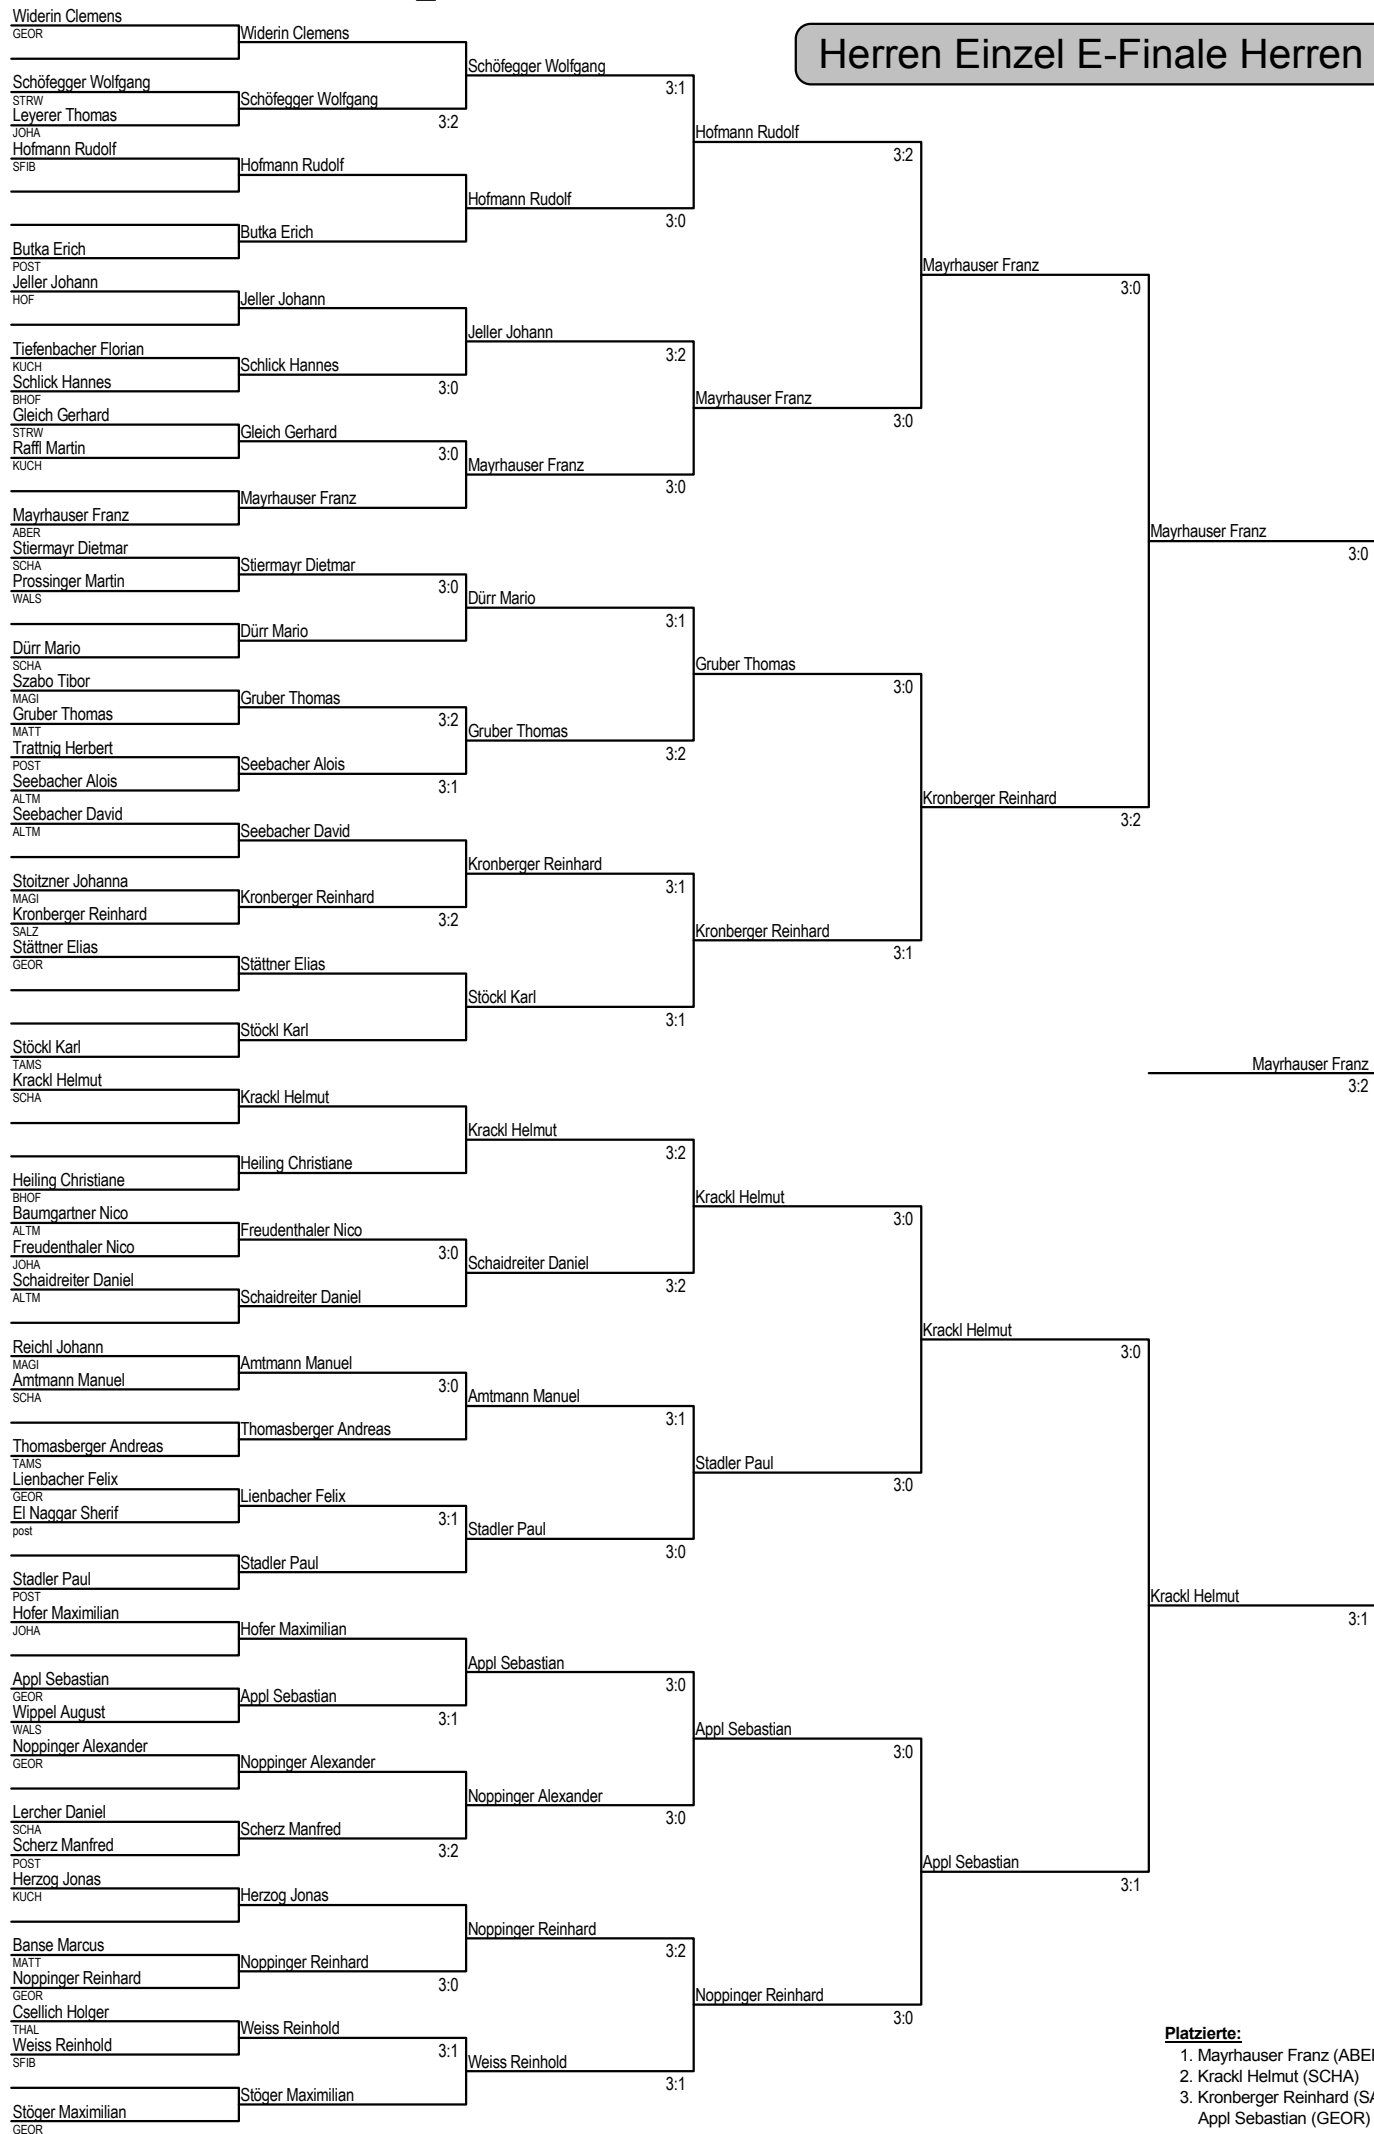 Herren Einzel E-Finale Herren
Widerin Clemens
GEOR
Schöfegger Wolfgang
STRW
Leyerer Thomas
JOHA
Hofmann Rudolf
SFIB
Butka Erich
POST
Jeller Johann
HOF
Tiefenbacher Florian
KUCH
Schlick Hannes
BHOF
Gleich Gerhard
STRW
Raffl Martin
KUCH
Mayrhauser Franz
ABER
Stiermayr Dietmar
SCHA
Prossinger Martin
WALS
Dürr Mario
SCHA
Szabo Tibor
MAGI
Gruber Thomas
MATT
Trattnig Herbert
POST
Seebacher Alois
ALTM
Seebacher David
ALTM
Stoitzner Johanna
MAGI
Kronberger Reinhard
SALZ
Stättner Elias
GEOR
Stöckl Karl
TAMS
Krackl Helmut
SCHA
Heiling Christiane
BHOF
Baumgartner Nico
ALTM
Freudenthaler Nico
JOHA
Schaidreiter Daniel
ALTM
Reichl Johann
MAGI
Amtmann Manuel
SCHA
Thomasberger Andreas
TAMS
Lienbacher Felix
GEOR
El Naggar Sherif
post
Stadler Paul
POST
Hofer Maximilian
JOHA
Appl Sebastian
GEOR
Wippel August
WALS
Noppinger Alexander
GEOR
Lercher Daniel
SCHA
Scherz Manfred
POST
Herzog Jonas
KUCH
Banse Marcus
MATT
Noppinger Reinhard
GEOR
Csellich Holger
THAL
Weiss Reinhold
SFIB
Stöger Maximilian
GEOR
Widerin Clemens
Schöfegger Wolfgang
3:2
Hofmann Rudolf
Butka Erich
Jeller Johann
Schlick Hannes
3:0
Gleich Gerhard
3:0
Mayrhauser Franz
Stiermayr Dietmar
3:0
Dürr Mario
Gruber Thomas
3:2
Seebacher Alois
3:1
Seebacher David
Kronberger Reinhard
3:2
Stättner Elias
Stöckl Karl
Krackl Helmut
Heiling Christiane
Freudenthaler Nico
3:0
Schaidreiter Daniel
Amtmann Manuel
3:0
Thomasberger Andreas
Lienbacher Felix
3:1
Stadler Paul
Hofer Maximilian
Appl Sebastian
3:1
Noppinger Alexander
Scherz Manfred
3:2
Herzog Jonas
Noppinger Reinhard
3:0
Weiss Reinhold
3:1
Stöger Maximilian
Schöfegger Wolfgang
3:1
Hofmann Rudolf
3:0
Jeller Johann
3:2
Mayrhauser Franz
3:0
Dürr Mario
3:1
Gruber Thomas
3:2
Kronberger Reinhard
3:1
Stöckl Karl
3:1
Krackl Helmut
3:2
Schaidreiter Daniel
3:2
Amtmann Manuel
3:1
Stadler Paul
3:0
Appl Sebastian
3:0
Noppinger Alexander
3:0
Noppinger Reinhard
3:2
Weiss Reinhold
3:1
Hofmann Rudolf
3:2
Mayrhauser Franz
3:0
Gruber Thomas
3:0
Kronberger Reinhard
3:1
Krackl Helmut
3:0
Stadler Paul
3:0
Appl Sebastian
3:0
Noppinger Reinhard
3:0
Mayrhauser Franz
3:0
Kronberger Reinhard
3:2
Krackl Helmut
3:0
Appl Sebastian
3:1
Mayrhauser Franz
3:0
Krackl Helmut
3:1
Mayrhauser Franz
3:2
Platzierte:
1. Mayrhauser Franz (ABE
2. Krackl Helmut (SCHA)
3. Kronberger Reinhard (SA
Appl Sebastian (GEOR)